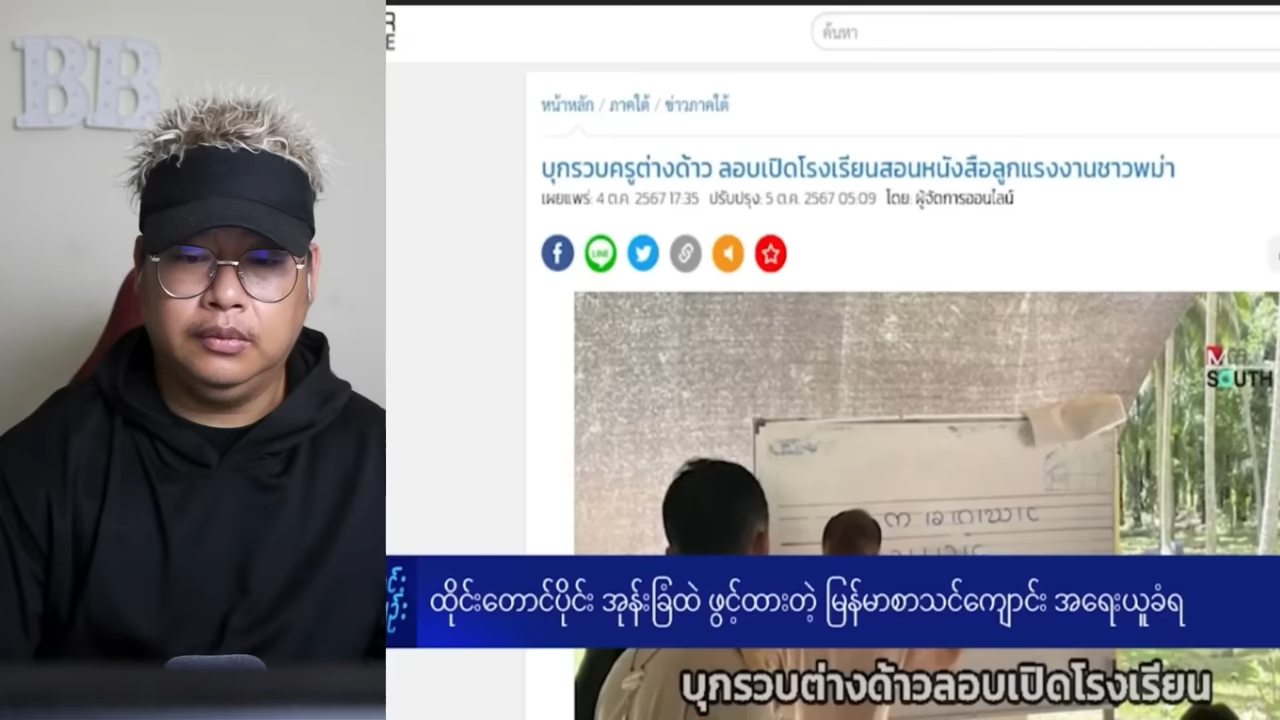 BB
R
E
ค้นหา
หน้าหลัก / ภาคใต้ / ข่าวภาคใต้
บุกรวบครูต่างด้าว ลอบเปิดโรงเรียนสอนหนังสือลูกแรงงานชาวพม่า
เผยแพร่: 4 ต.ค. 2567 17:35 ปรับปรุง: 5 ต.ค. 2567 05:09 โดย: ผู้จัดการออนไลน์
LINE
SOUTH
ထိုင်းတောင်ပိုင်း အုန်းခြံထဲ ဖွင့်ထားတဲ့ မြန်မာစာသင်ကျောင်း အရေးယူခံရ
บุกรวบต่างด้าวลอบเปิดโรงเรียน